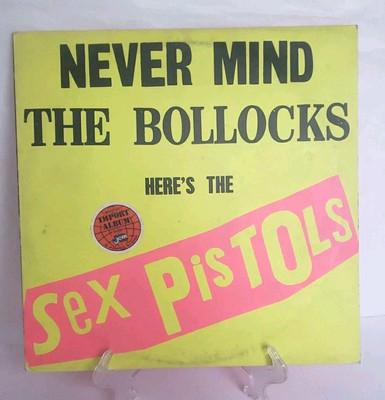 NEVER MIND
THE BOLLOCKS
HERE'S THE
IMPORT
ALBUM
Sex PiSTOLs